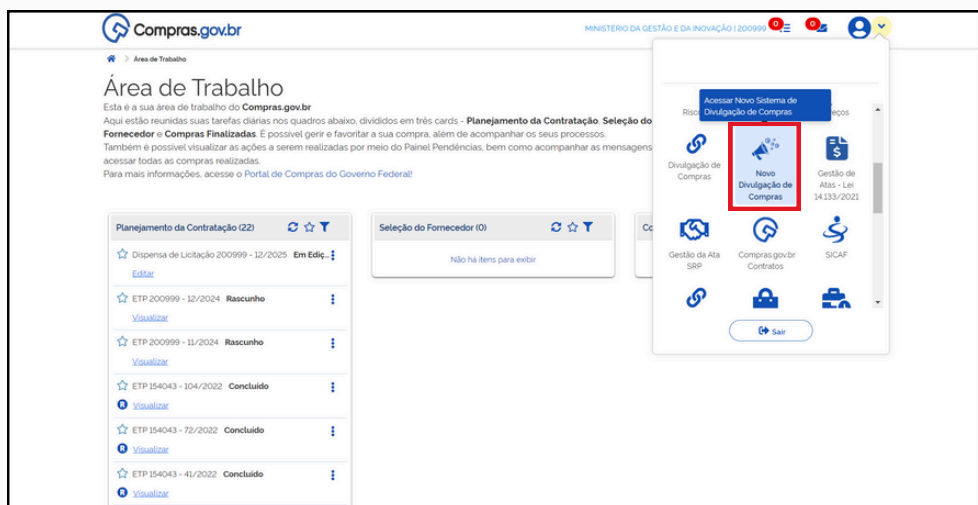 Compras.gov.br
MINISTÉRIO DA GESTÃO E DA INOVAÇÃO | 200999
0
0
Área de Trabalho
Área de Trabalho
Esta é a sua área de trabalho do Compras.gov.br
Aqui estão reunidas suas tarefas diárias nos quadros abaixo, divididos em três cards - Planejamento da Contratação, Seleção do
Fornecedor e Compras Finalizadas. É possível gerir e favoritar a sua compra, além de acompanhar os seus processos.
Também é possível visualizar as ações a serem realizadas por meio do Painel Pendências, bem como acompanhar as mensagens
acessar todas as compras realizadas.
Para mais informações, acesse o Portal de Compras do Governo Federal!
Planejamento da Contratação (22)
Dispensa de Licitação 200999 - 12/2025 Em Ediç...
Editar
ETP 200999 - 12/2024 Rascunho
Visualizar
ETP 200999 - 11/2024 Rascunho
Visualizar
ETP 154043 - 104/2022 Concluído
R Visualizar
ETP 154043 - 72/2022 Concluído
R Visualizar
ETP 154043 - 41/2022 Concluído
R Visualizar
Seleção do Fornecedor (0)
Não há itens para exibir
Co
Acessar Novo Sistema de
Divulgação de Compras
Risc
eços
Divulgação de
Compras
Novo
Divulgação de
Compras
Gestão de
Atas - Lei
14.133/2021
Gestão da Ata
SRP
Compras.gov.br
Contratos
SICAF
Sair